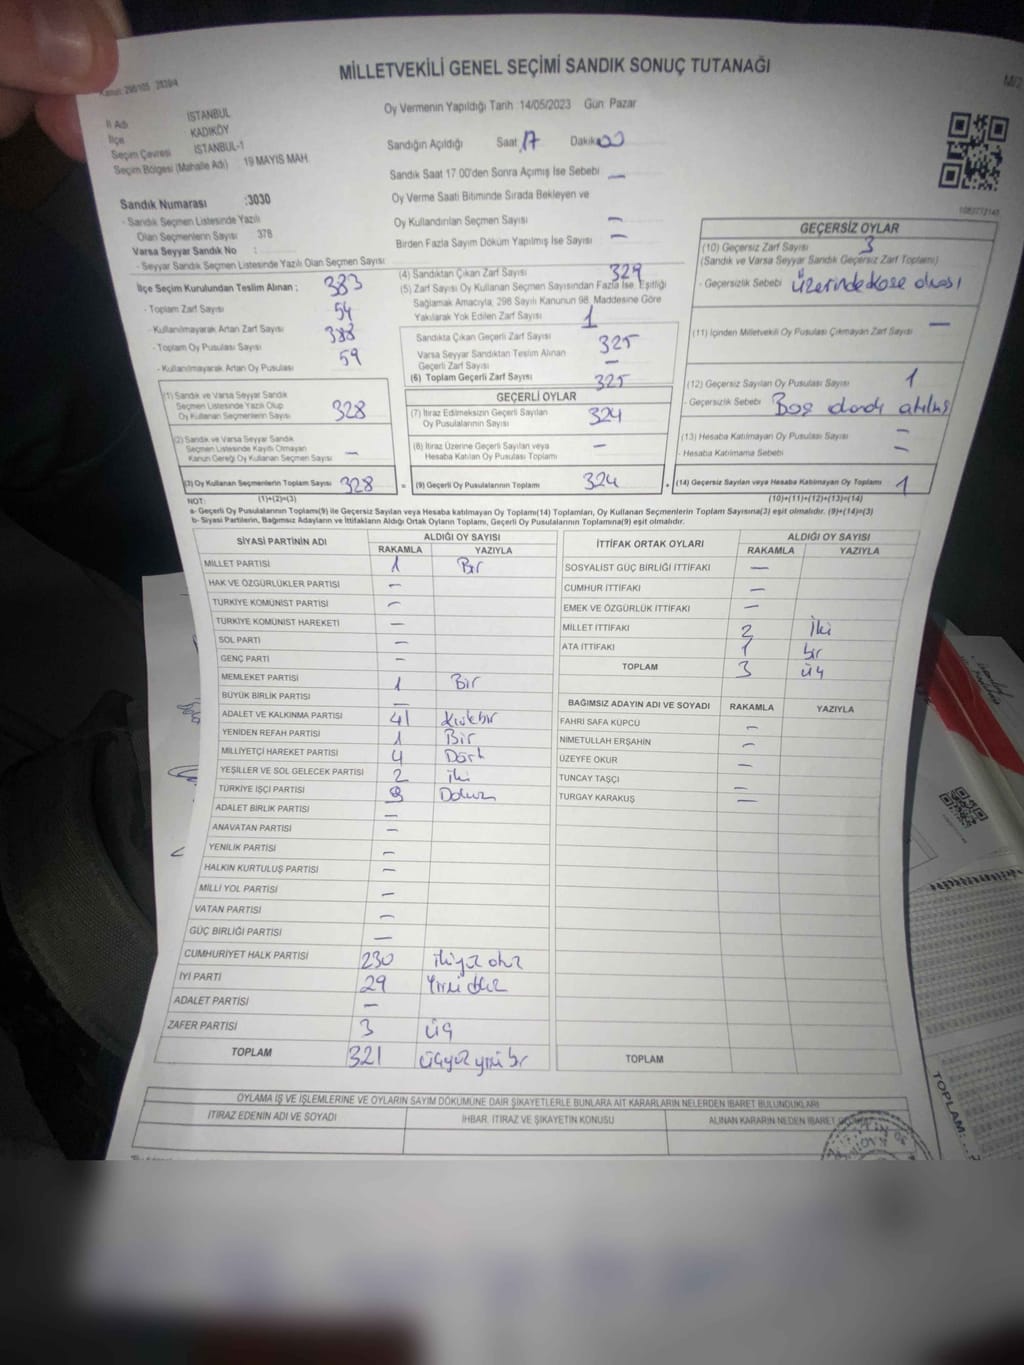 Kanun: 298/105 2839/4
MİLLETVEKİLİ GENEL SEÇİMİ SANDIK SONUÇ TUTANAĞI
İl Adı : İSTANBUL
İlçe : KADIKÖY
Seçim Çevresi : İSTANBUL-1
Seçim Bölgesi (Mahalle Adı) : 19 MAYIS MAH.
Oy Vermenin Yapıldığı Tarih :14/05/2023 Gün: Pazar
Sandığın Açıldığı Saat 17 Dakika 00
Sandık Saat 17.00'den Sonra Açılmış İse Sebebi —
Oy Verme Saati Bitiminde Sırada Bekleyen ve
Oy Kullandırılan Seçmen Sayısı —
Birden Fazla Sayım Döküm Yapılmış İse Sayısı —
Sandık Numarası :3030
- Sandık Seçmen Listesinde Yazılı
Olan Seçmenlerin Sayısı : 378
Varsa Seyyar Sandık No :
- Seyyar Sandık Seçmen Listesinde Yazılı Olan Seçmen Sayısı:
İlçe Seçim Kurulundan Teslim Alınan ; 383
- Toplam Zarf Sayısı 54
- Kullanılmayarak Artan Zarf Sayısı 388
- Toplam Oy Pusulası Sayısı 59
- Kullanılmayarak Artan Oy Pusulası
(1) Sandık ve Varsa Seyyar Sandık
Seçmen Listesinde Yazılı Olup
Oy Kullanan Seçmenlerin Sayısı 328
(2) Sandık ve Varsa Seyyar Sandık
Seçmen Listesinde Kayıtlı Olmayan
Kanun Gereği Oy Kullanan Seçmen Sayısı —
(3) Oy Kullanan Seçmenlerin Toplam Sayısı 328
(4) Sandıktan Çıkan Zarf Sayısı 329
(5) Zarf Sayısı Oy Kullanan Seçmen Sayısından Fazla İse, Eşitliği
Sağlamak Amacıyla, 298 Sayılı Kanunun 98. Maddesine Göre
Yakılarak Yok Edilen Zarf Sayısı 1
Sandıkta Çıkan Geçerli Zarf Sayısı 325
Varsa Seyyar Sandıktan Teslim Alınan
Geçerli Zarf Sayısı —
(6) Toplam Geçerli Zarf Sayısı 325
GEÇERLİ OYLAR
(7) İtiraz Edilmeksizin Geçerli Sayılan
Oy Pusulalarının Sayısı 324
(8) İtiraz Üzerine Geçerli Sayılan veya
Hesaba Katılan Oy Pusulası Toplamı —
= (9) Geçerli Oy Pusulalarının Toplamı 324
GEÇERSİZ OYLAR
(10) Geçersiz Zarf Sayısı 3
(Sandık ve Varsa Seyyar Sandık Geçersiz Zarf Toplamı)
- Geçersizlik Sebebi Üzerinde
(11) İçinden Milletvekili Oy Pusulası Çıkmayan Zarf Sayısı —
(12) Geçersiz Sayılan Oy Pusulası Sayısı 1
- Geçersizlik Sebebi Boş atılmış
(13) Hesaba Katılmayan Oy Pusulası Sayısı —
- Hesaba Katılmama Sebebi —
+ (14) Geçersiz Sayılan veya Hesaba Katılmayan Oy Toplamı 1
NOT: (1)+(2)=(3) (10)+(11)+(12)+(13)=(14)
a- Geçerli Oy Pusulalarının Toplamı(9) ile Geçersiz Sayılan veya Hesaba katılmayan Oy Toplamı(14) Toplamları, Oy Kullanan Seçmenlerin Toplam Sayısına(3) eşit olmalıdır. (9)+(14)=(3)
b- Siyasi Partilerin, Bağımsız Adayların ve İttifakların Aldığı Ortak Oyların Toplamı, Geçerli Oy Pusulalarının Toplamına(9) eşit olmalıdır.
SİYASİ PARTİNİN ADI ALDIĞI OY SAYISI
RAKAMLA YAZIYLA
MİLLET PARTİSİ 1 Bir
HAK VE ÖZGÜRLÜKLER PARTİSİ —
TÜRKİYE KOMÜNİST PARTİSİ —
TÜRKİYE KOMÜNİST HAREKETİ —
SOL PARTİ —
GENÇ PARTİ —
MEMLEKET PARTİSİ 1 Bir
BÜYÜK BİRLİK PARTİSİ —
ADALET VE KALKINMA PARTİSİ 41 Kırkbir
YENİDEN REFAH PARTİSİ 1 Bir
MİLLİYETÇİ HAREKET PARTİSİ 4 Dört
YEŞİLLER VE SOL GELECEK PARTİSİ 2 iki
TÜRKİYE İŞÇİ PARTİSİ 9 Dokuz
ADALET BİRLİK PARTİSİ —
ANAVATAN PARTİSİ —
YENİLİK PARTİSİ —
HALKIN KURTULUŞ PARTİSİ —
MİLLİ YOL PARTİSİ —
VATAN PARTİSİ —
GÜÇ BİRLİĞİ PARTİSİ —
CUMHURİYET HALK PARTİSİ 230 ikiyüz otuz
İYİ PARTİ 29 Yirmi dokuz
ADALET PARTİSİ —
ZAFER PARTİSİ 3 üç
TOPLAM 321 üçyüz yirmi bir
İTTİFAK ORTAK OYLARI ALDIĞI OY SAYISI
RAKAMLA YAZIYLA
SOSYALİST GÜÇ BİRLİĞİ İTTİFAKI —
CUMHUR İTTİFAKI —
EMEK VE ÖZGÜRLÜK İTTİFAKI —
MİLLET İTTİFAKI 2 İki
ATA İTTİFAKI 1 bir
TOPLAM 3 üç
BAĞIMSIZ ADAYIN ADI VE SOYADI RAKAMLA YAZIYLA
FAHRİ SAFA KÜPCÜ —
NİMETULLAH ERŞAHİN —
ÜZEYFE OKUR —
TUNCAY TAŞÇI —
TURGAY KARAKUŞ —
TOPLAM
OYLAMA İŞ VE İŞLEMLERİNE VE OYLARIN SAYIM DÖKÜMÜNE DAİR ŞİKAYETLERLE BUNLARA AİT KARARLARIN NELERDEN İBARET BULUNDUKLARI
İTİRAZ EDENİN ADI VE SOYADI İHBAR, İTİRAZ VE ŞİKAYETİN KONUSU ALINAN KARARIN NEDEN İBARET
TOPLAM: